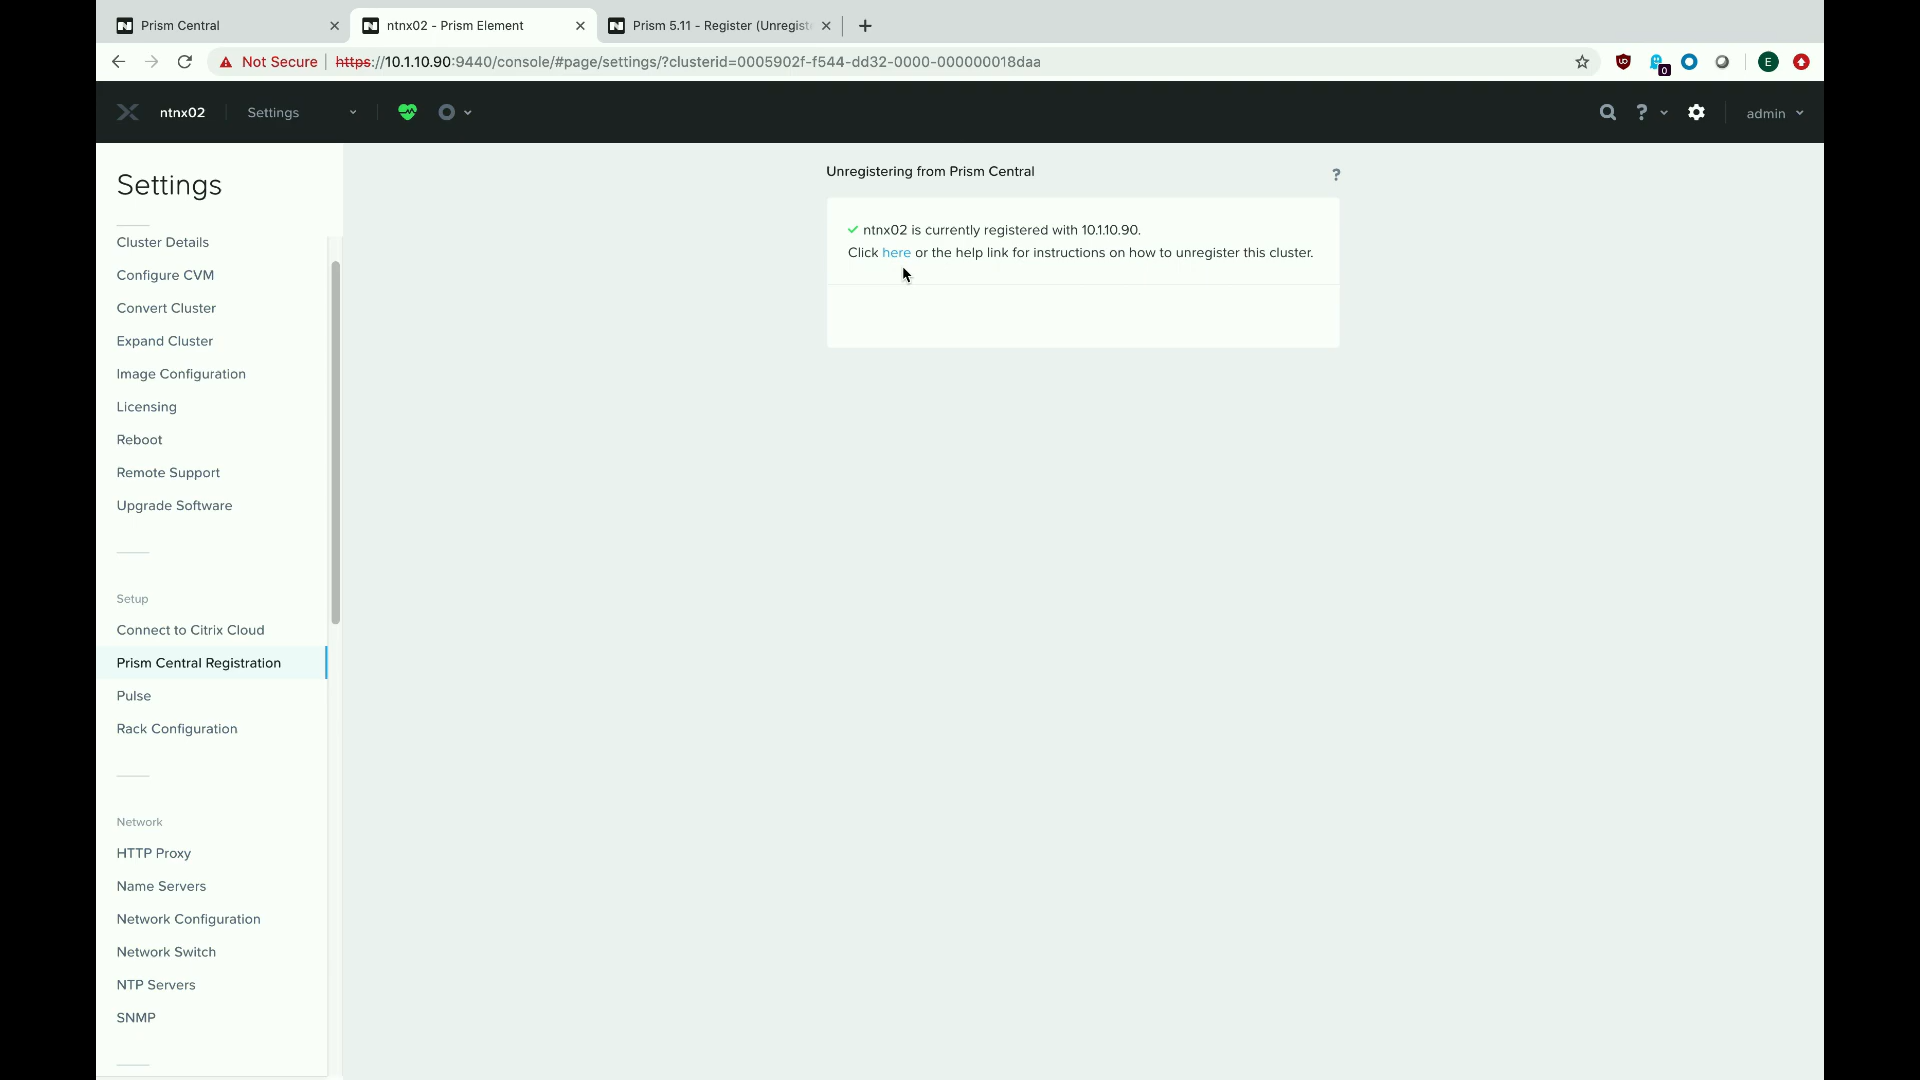 Prism Central
ntnx02 - Prism Element
Prism 5.11 - Register (Unregist
Not Secure
https://10.1.10.90:9440/console/#page/settings/?clusterid=0005902f-f544-dd32-0000-000000018daa
0
E
ntnx02
Settings
?
admin
Settings
Cluster Details
Configure CVM
Convert Cluster
Expand Cluster
Image Configuration
Licensing
Reboot
Remote Support
Upgrade Software
Setup
Connect to Citrix Cloud
Prism Central Registration
Pulse
Rack Configuration
Network
HTTP Proxy
Name Servers
Network Configuration
Network Switch
NTP Servers
SNMP
Unregistering from Prism Central
?
ntnx02 is currently registered with 10.1.10.90.
Click here or the help link for instructions on how to unregister this cluster.